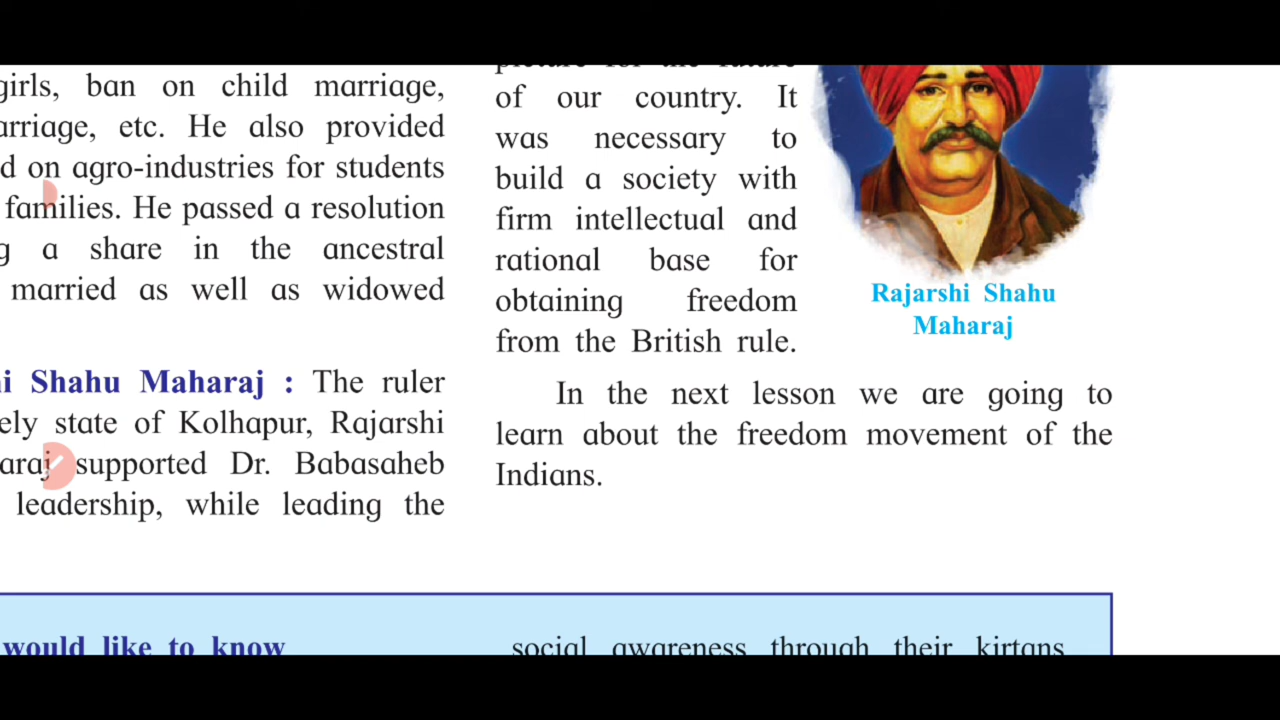 girls, ban on child marriage,
arriage, etc. He also provided
d on agro-industries for students
families. He passed a resolution
g a share in the ancestral
married as well as widowed
hi Shahu Maharaj : The ruler
ely state of Kolhapur, Rajarshi
araj supported Dr. Babasaheb
leadership, while leading the
would like to know
picture for the future
of our country. It
was necessary to
build a society with
firm intellectual and
rational base for
obtaining freedom
from the British rule.
Rajarshi Shahu
Maharaj
In the next lesson we are going to
learn about the freedom movement of the
Indians.
social awareness through their kirtans